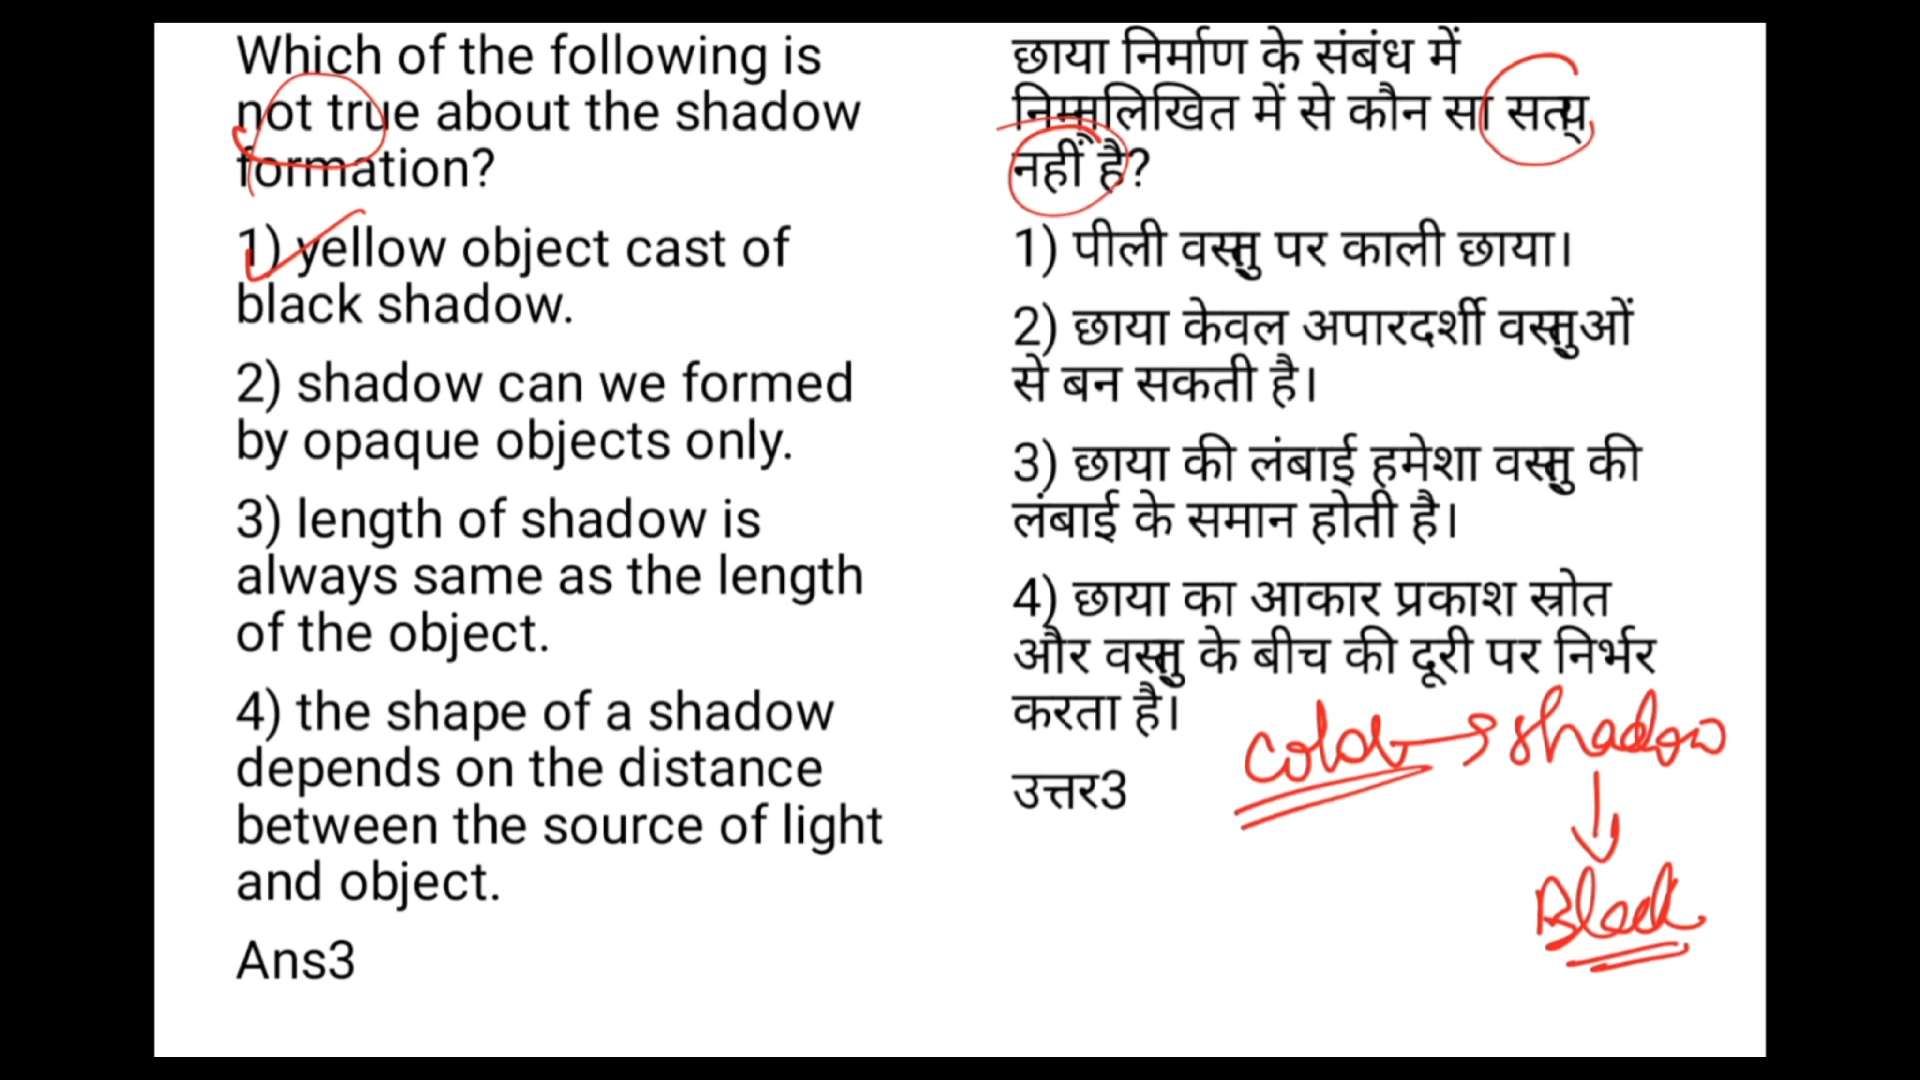 Which of the following is
not true about the shadow
formation?
1) yellow object cast of
black shadow.
2) shadow can we formed
by opaque objects only.
3) length of shadow is
always same as the length
of the object.
4) the shape of a shadow
depends on the distance
between the source of light
and object.
Ans3
छाया निर्माण के संबंध में
निम्नलिखित में से कौन सा सत्य
नहीं है?
1) पीली वस्तु पर काली छाया।
2) छाया केवल अपारदर्शी वस्तुओं
से बन सकती है।
3) छाया की लंबाई हमेशा वस्तु की
लंबाई के समान होती है।
4) छाया का आकार प्रकाश स्रोत
और वस्तु के बीच की दूरी पर निर्भर
करता है।
उत्तर3
shadow
Black